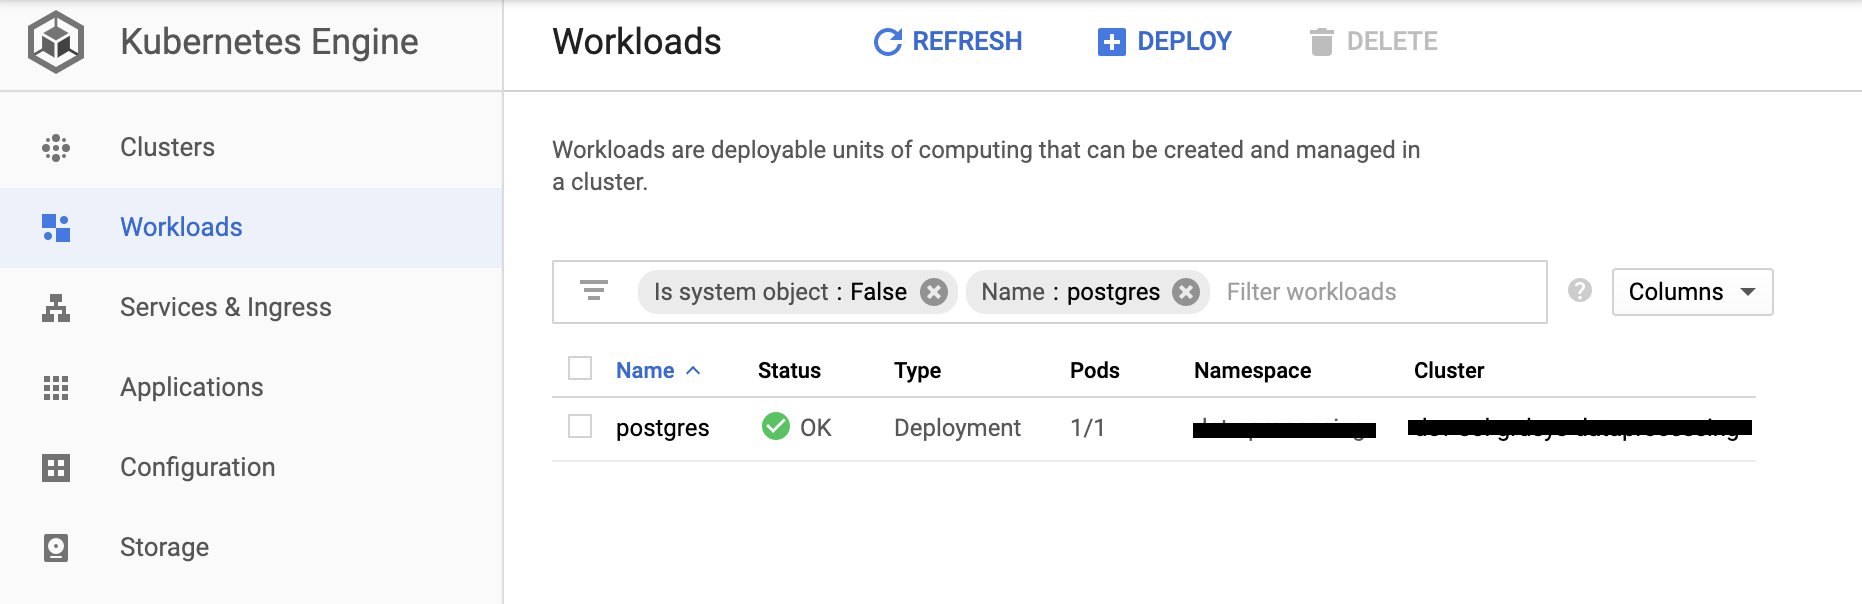 Kubernetes Engine
Workloads
REFRESH
DEPLOY
DELETE
Clusters
Workloads
Services & Ingress
Applications
Configuration
Storage
Workloads are deployable units of computing that can be created and managed in
a cluster.
Is system object : False
Name : postgres
Filter workloads
?
Columns
Name Status Type Pods Namespace Cluster
postgres OK Deployment 1/1